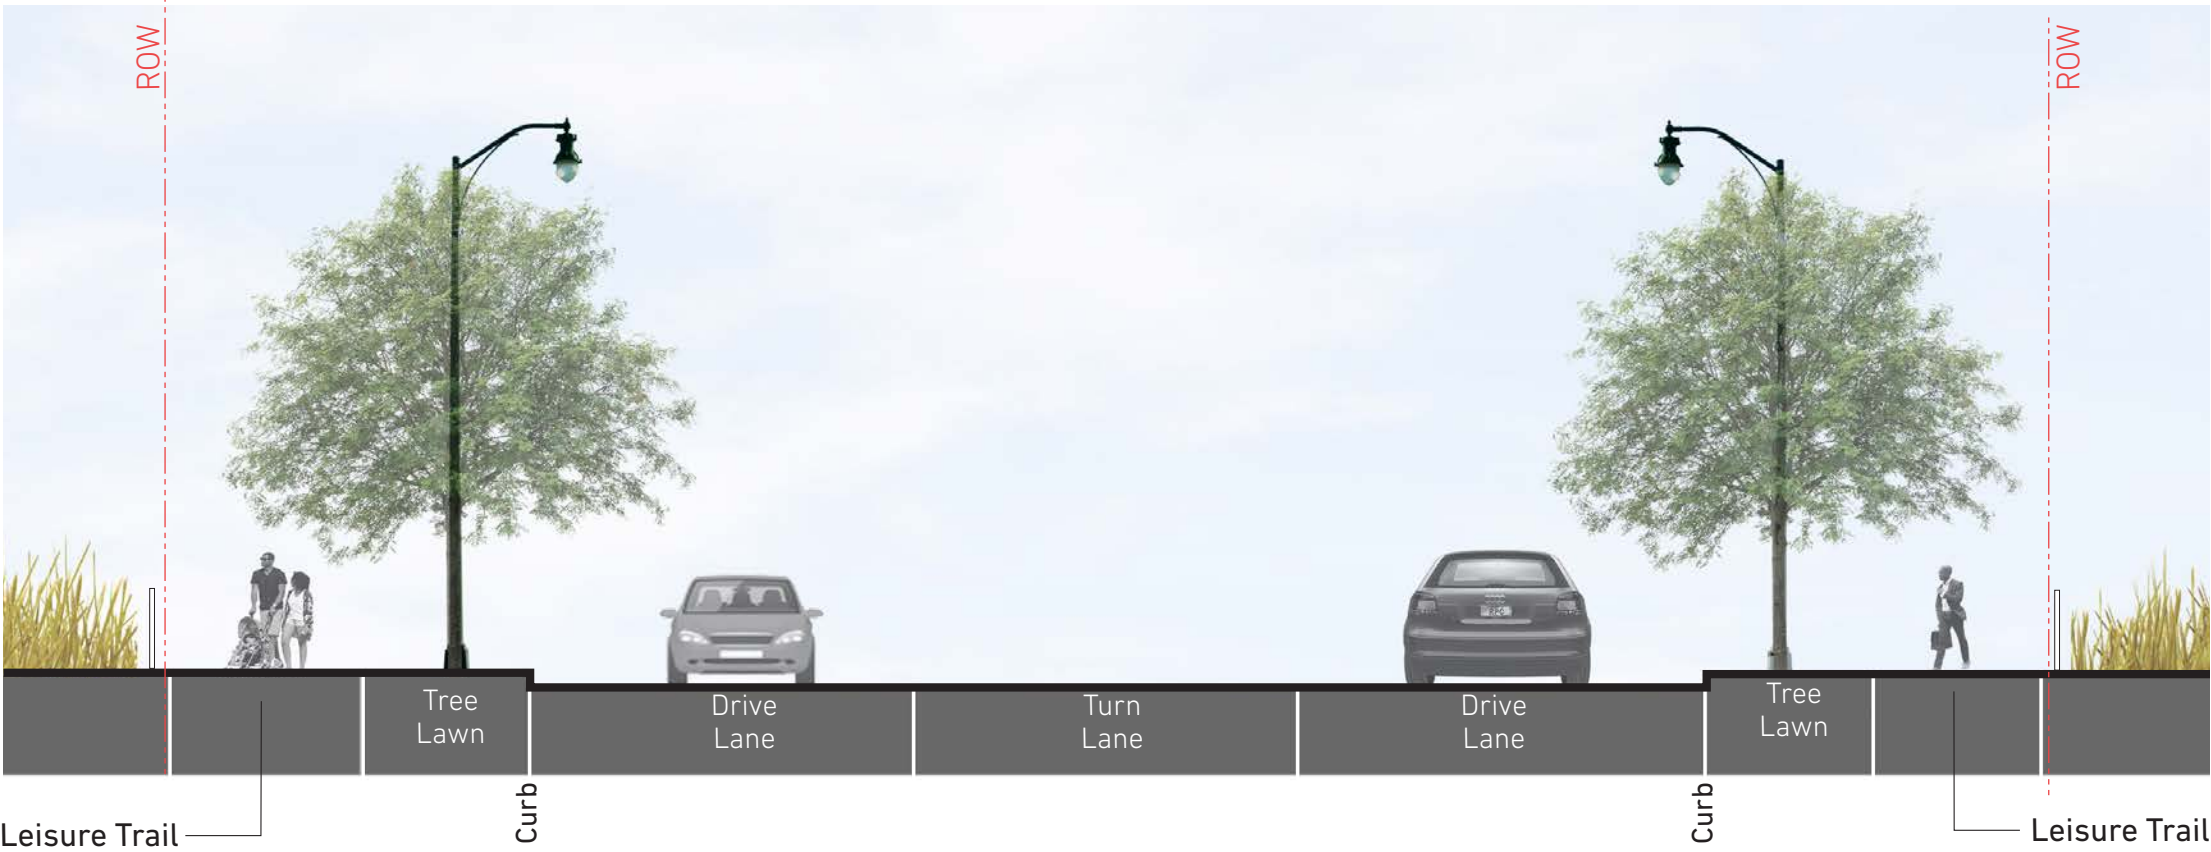 ROW
ROW
Tree
Lawn
Drive
Lane
Turn
Lane
Drive
Lane
Tree
Lawn
Curb
Curb
Leisure Trail
Leisure Trail